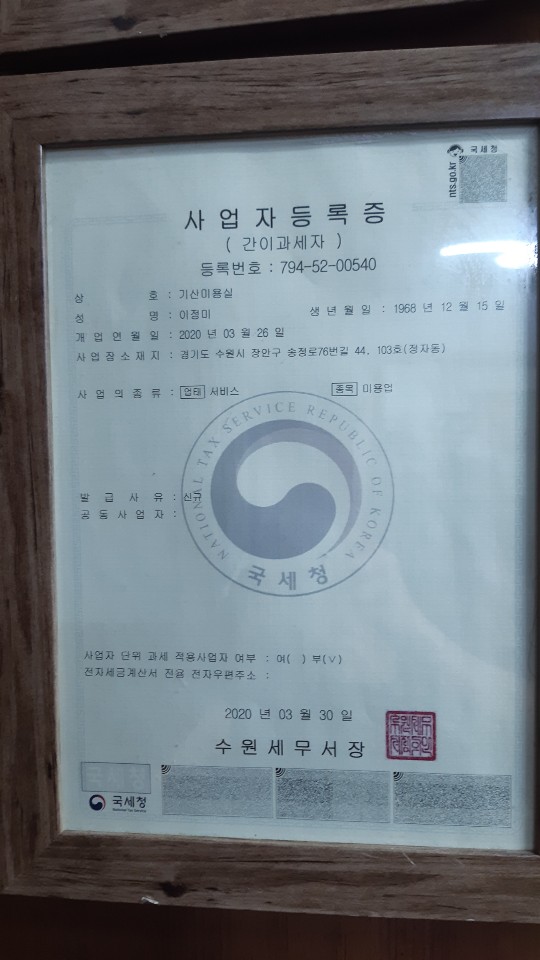 국세청
nts.go.kr
사업자등록증
( 간이과세자 )
등록번호 : 794-52-00540
상 호 : 기산미용실
성 명 : 이정미 생 년 월 일 : 1968 년 12 월 15 일
개 업 연 월 일 : 2020 년 03 월 26 일
사 업 장 소 재 지 : 경기도 수원시 장안구 송정로76번길 44, 103호(정자동)
사 업 의 종 류 : 업태 서비스 종목 미용업
NATIONAL TAX SERVICE REPUBLIC OF KOREA
국세청
발 급 사 유 : 신규
공 동 사 업 자 :
사업자 단위 과세 적용사업자 여부 : 여( ) 부(∨)
전자세금계산서 전용 전자우편주소 :
2020 년 03 월 30 일
수원세무서장
국세청
국세청
National Tax Service